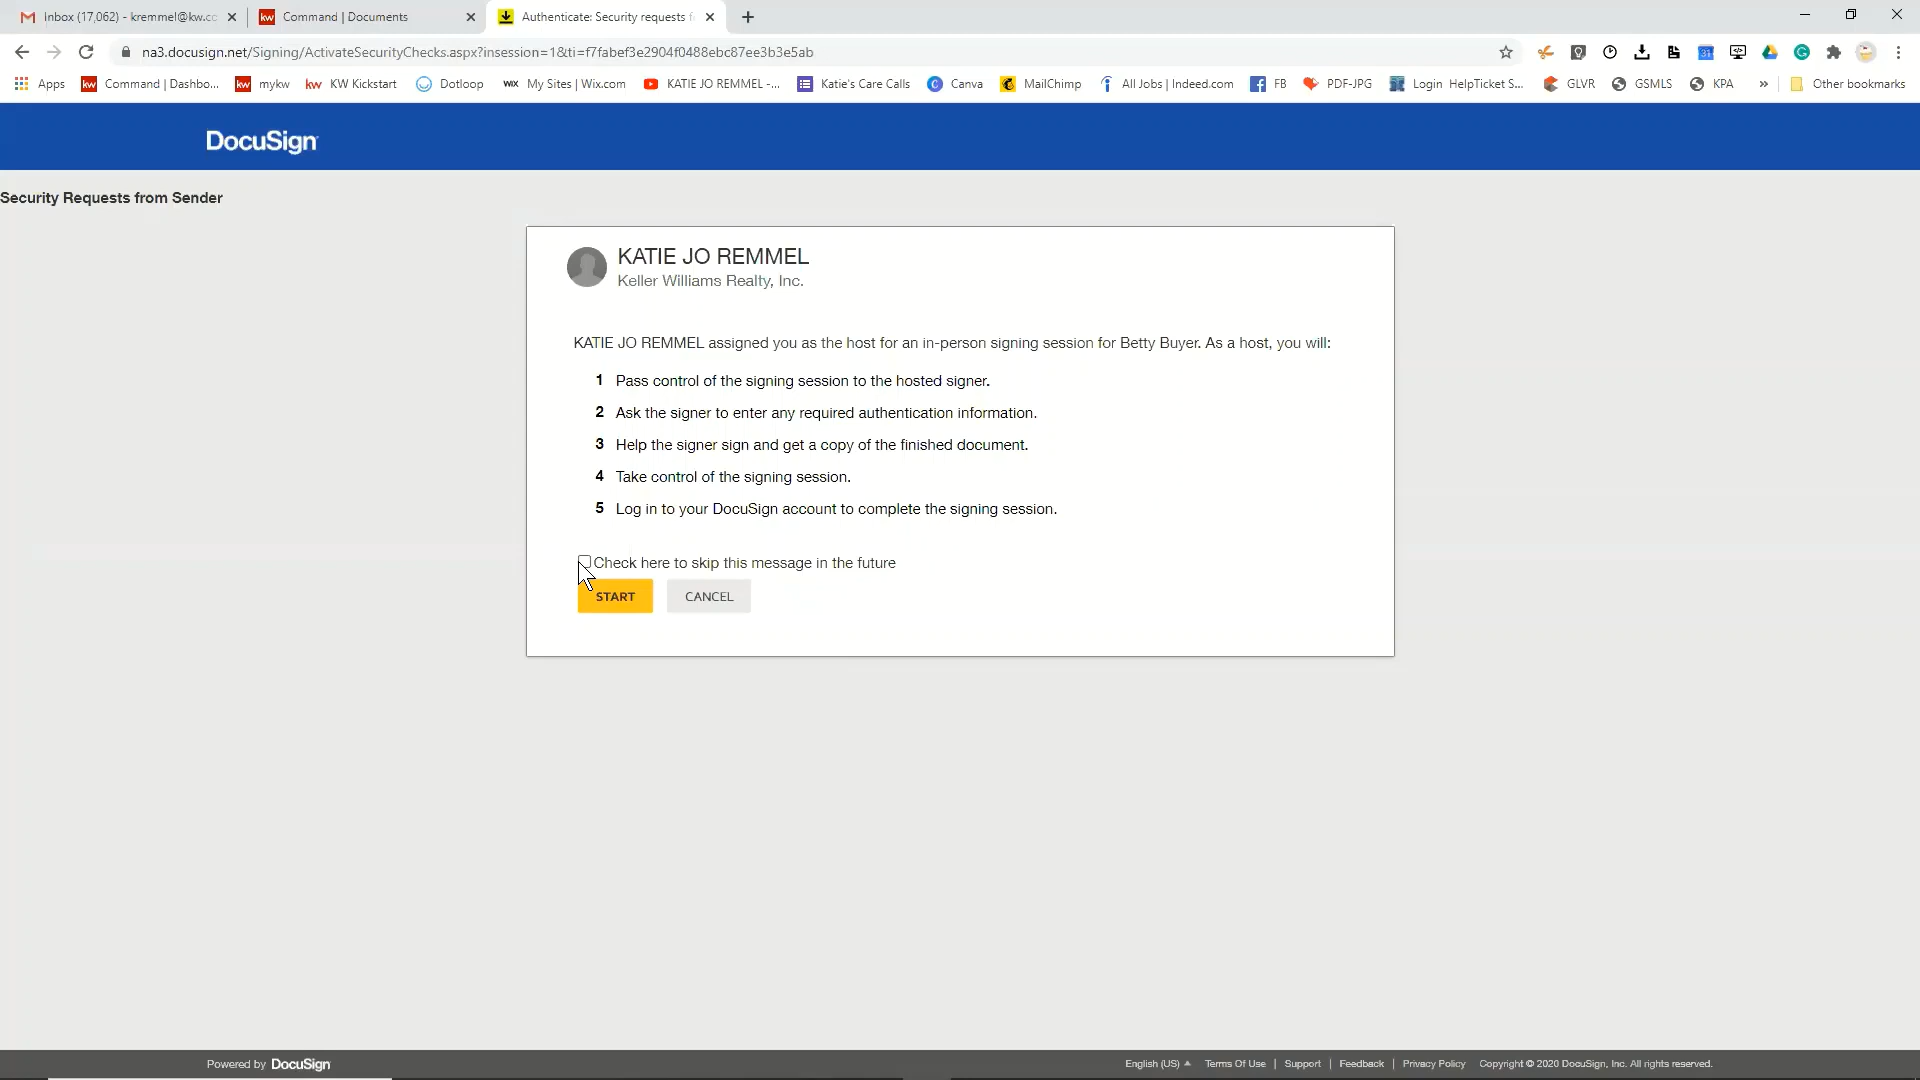 Inbox (17,062) - kremmel@kw.cc
Command | Documents
Authenticate: Security requests f
na3.docusign.net/Signing/ActivateSecurityChecks.aspx?insession=1&ti=f7fabef3e2904f0488ebc87ee3b3e5ab
Apps
kw Command | Dashbo...
kw mykw
kw KW Kickstart
Dotloop
WIX My Sites | Wix.com
KATIE JO REMMEL -...
Katie's Care Calls
Canva
MailChimp
All Jobs | Indeed.com
FB
PDF-JPG
Login HelpTicket S...
GLVR
GSMLS
KPA
»
Other bookmarks
DocuSign
Security Requests from Sender
KATIE JO REMMEL
Keller Williams Realty, Inc.
KATIE JO REMMEL assigned you as the host for an in-person signing session for Betty Buyer. As a host, you will:
1 Pass control of the signing session to the hosted signer.
2 Ask the signer to enter any required authentication information.
3 Help the signer sign and get a copy of the finished document.
4 Take control of the signing session.
5 Log in to your DocuSign account to complete the signing session.
Check here to skip this message in the future
START CANCEL
Powered by DocuSign
English (US) Terms Of Use | Support | Feedback | Privacy Policy Copyright © 2020 DocuSign, Inc. All rights reserved.